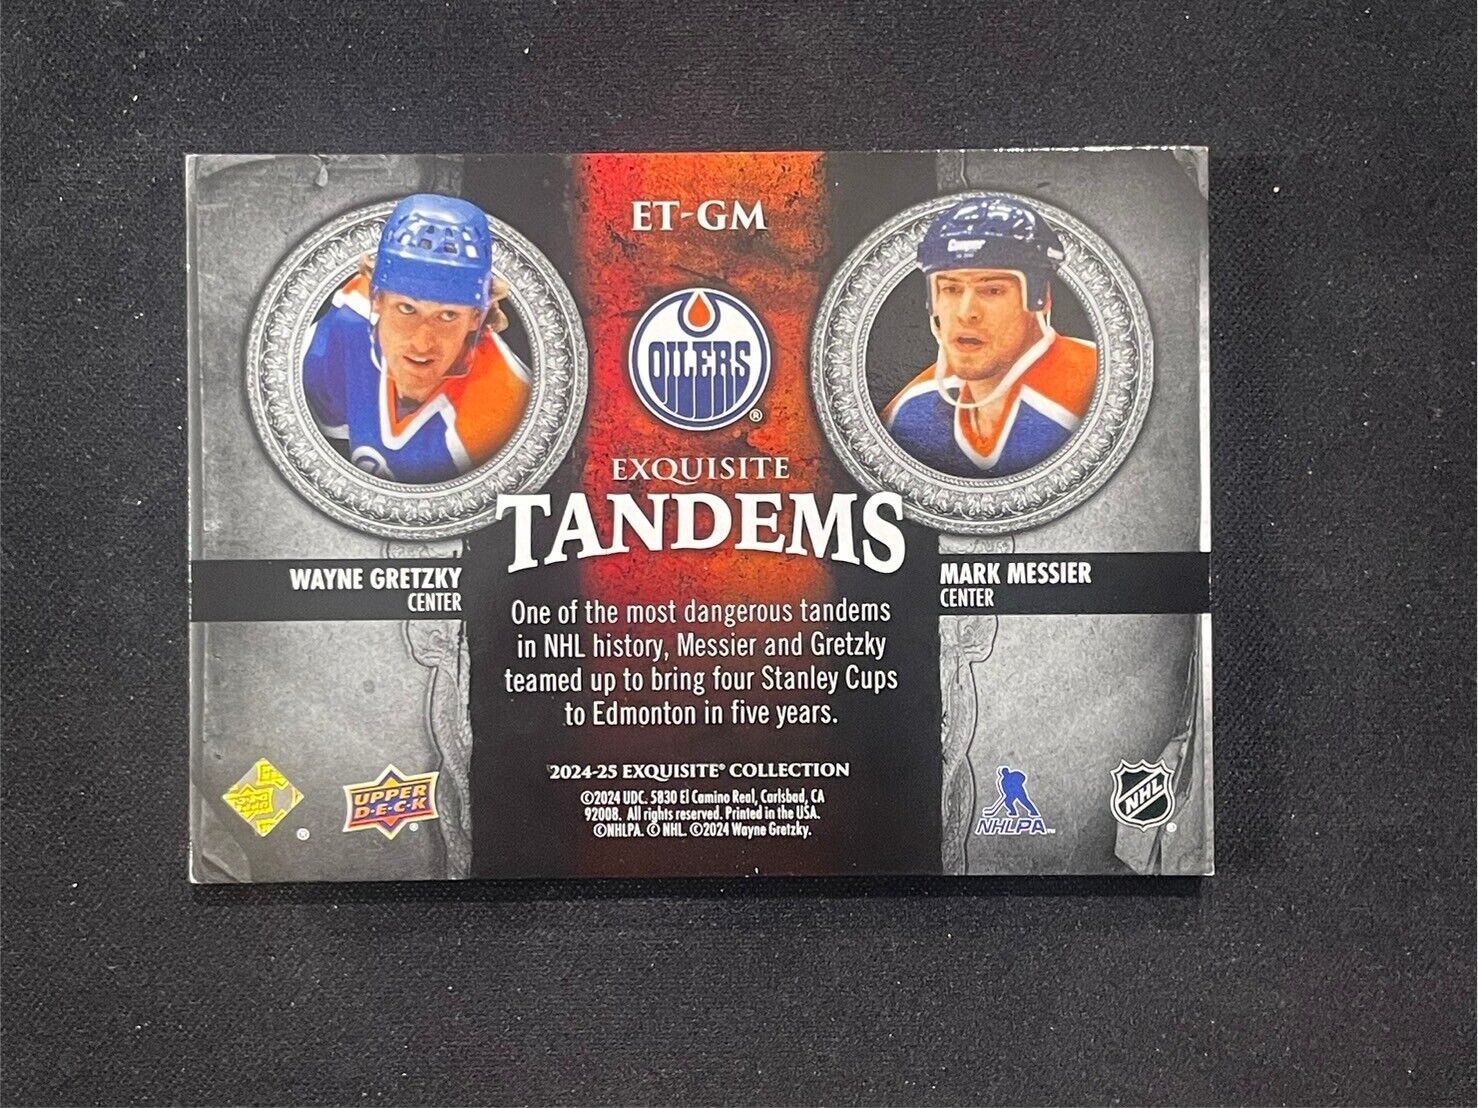 ET-GM
Cooper
OILERS
®
EXQUISITE
TANDEMS
WAYNE GRETZKY
CENTER
MARK MESSIER
CENTER
One of the most dangerous tandems
in NHL history, Messier and Gretzky
teamed up to bring four Stanley Cups
to Edmonton in five years.
2024-25 EXQUISITE® COLLECTION
©2024 UDC. 5830 El Camino Real, Carlsbad, CA
92008. All rights reserved. Printed in the USA.
©NHLPA. © NHL. ©2024 Wayne Gretzky.
®
UPPER
D·E·C·K
®
NHLPA™
NHL
®